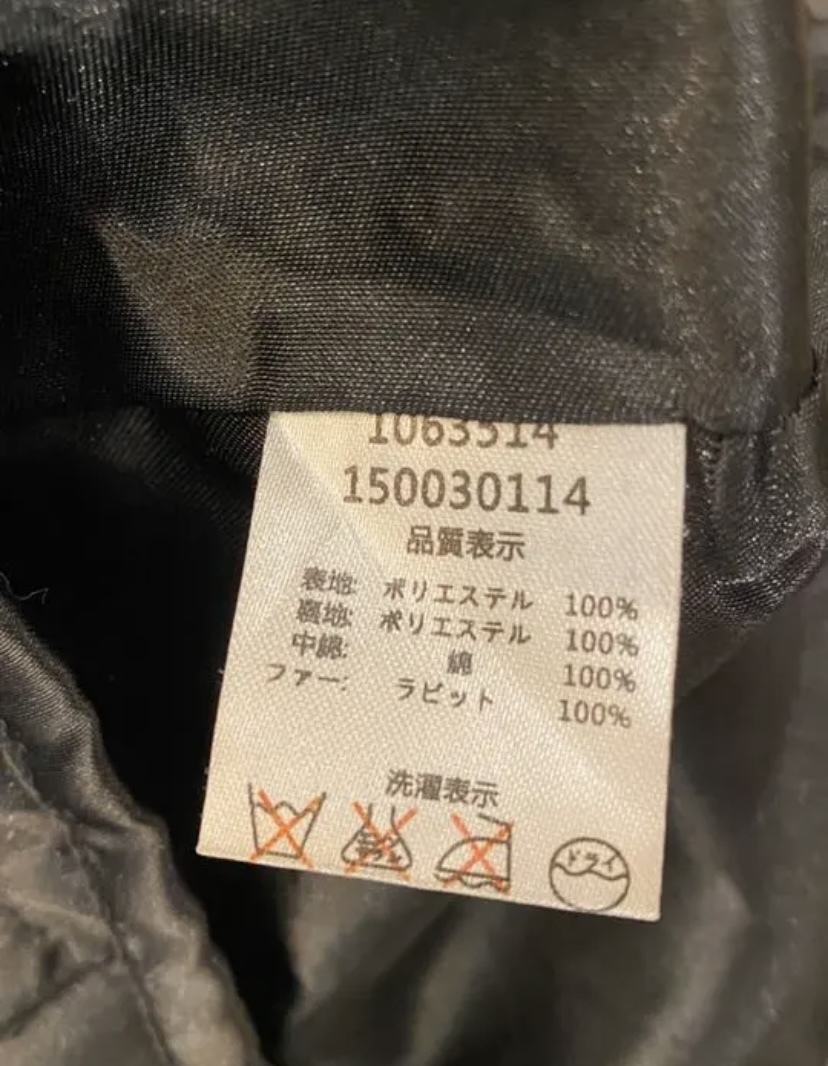 1063514
150030114
品質表示
表地: ポリエステル 100%
裏地: ポリエステル 100%
中綿: 綿 100%
ファー: ラビット 100%
洗濯表示
ドライ